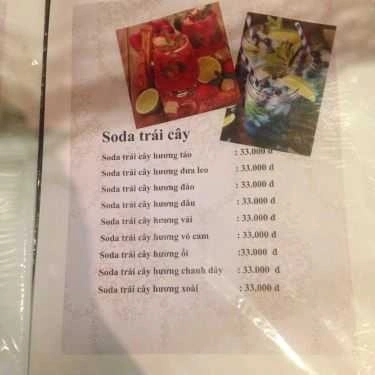 Soda trái cây
Soda trái cây hương táo : 33.000 đ
Soda trái cây hương dưa leo : 33.000 đ
Soda trái cây hương đào : 33.000 đ
Soda trái cây hương dâu : 33.000 đ
Soda trái cây hương vải : 33.000 đ
Soda trái cây hương vỏ cam : 33.000 đ
Soda trái cây hương ổi :33.000 đ
Soda trái cây hương chanh dây : 33.000 đ
Soda trái cây hương xoài : 33.000 đ